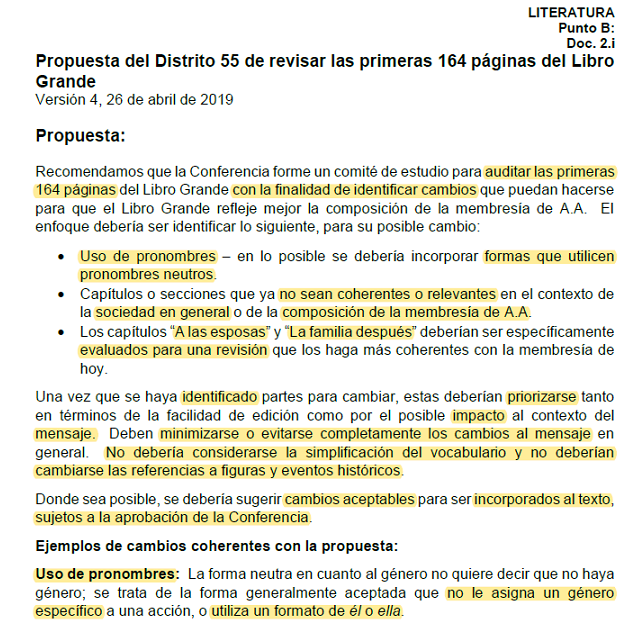 LITERATURA
Punto B:
Doc. 2.i
Propuesta del Distrito 55 de revisar las primeras 164 páginas del Libro
Grande
Versión 4, 26 de abril de 2019
Propuesta:
Recomendamos que la Conferencia forme un comité de estudio para auditar las primeras
164 páginas del Libro Grande con la finalidad de identificar cambios que puedan hacerse
para que el Libro Grande refleje mejor la composición de la membresía de A.A. El
enfoque debería ser identificar lo siguiente, para su posible cambio:
• Uso de pronombres – en lo posible se debería incorporar formas que utilicen
pronombres neutros.
• Capítulos o secciones que ya no sean coherentes o relevantes en el contexto de
la sociedad en general o de la composición de la membresía de A.A.
• Los capítulos “A las esposas” y “La familia después” deberían ser específicamente
evaluados para una revisión que los haga más coherentes con la membresía de
hoy.
Una vez que se haya identificado partes para cambiar, estas deberían priorizarse tanto
en términos de la facilidad de edición como por el posible impacto al contexto del
mensaje. Deben minimizarse o evitarse completamente los cambios al mensaje en
general. No debería considerarse la simplificación del vocabulario y no deberían
cambiarse las referencias a figuras y eventos históricos.
Donde sea posible, se debería sugerir cambios aceptables para ser incorporados al texto,
sujetos a la aprobación de la Conferencia.
Ejemplos de cambios coherentes con la propuesta:
Uso de pronombres: La forma neutra en cuanto al género no quiere decir que no haya
género; se trata de la forma generalmente aceptada que no le asigna un género
específico a una acción, o utiliza un formato de él o ella.